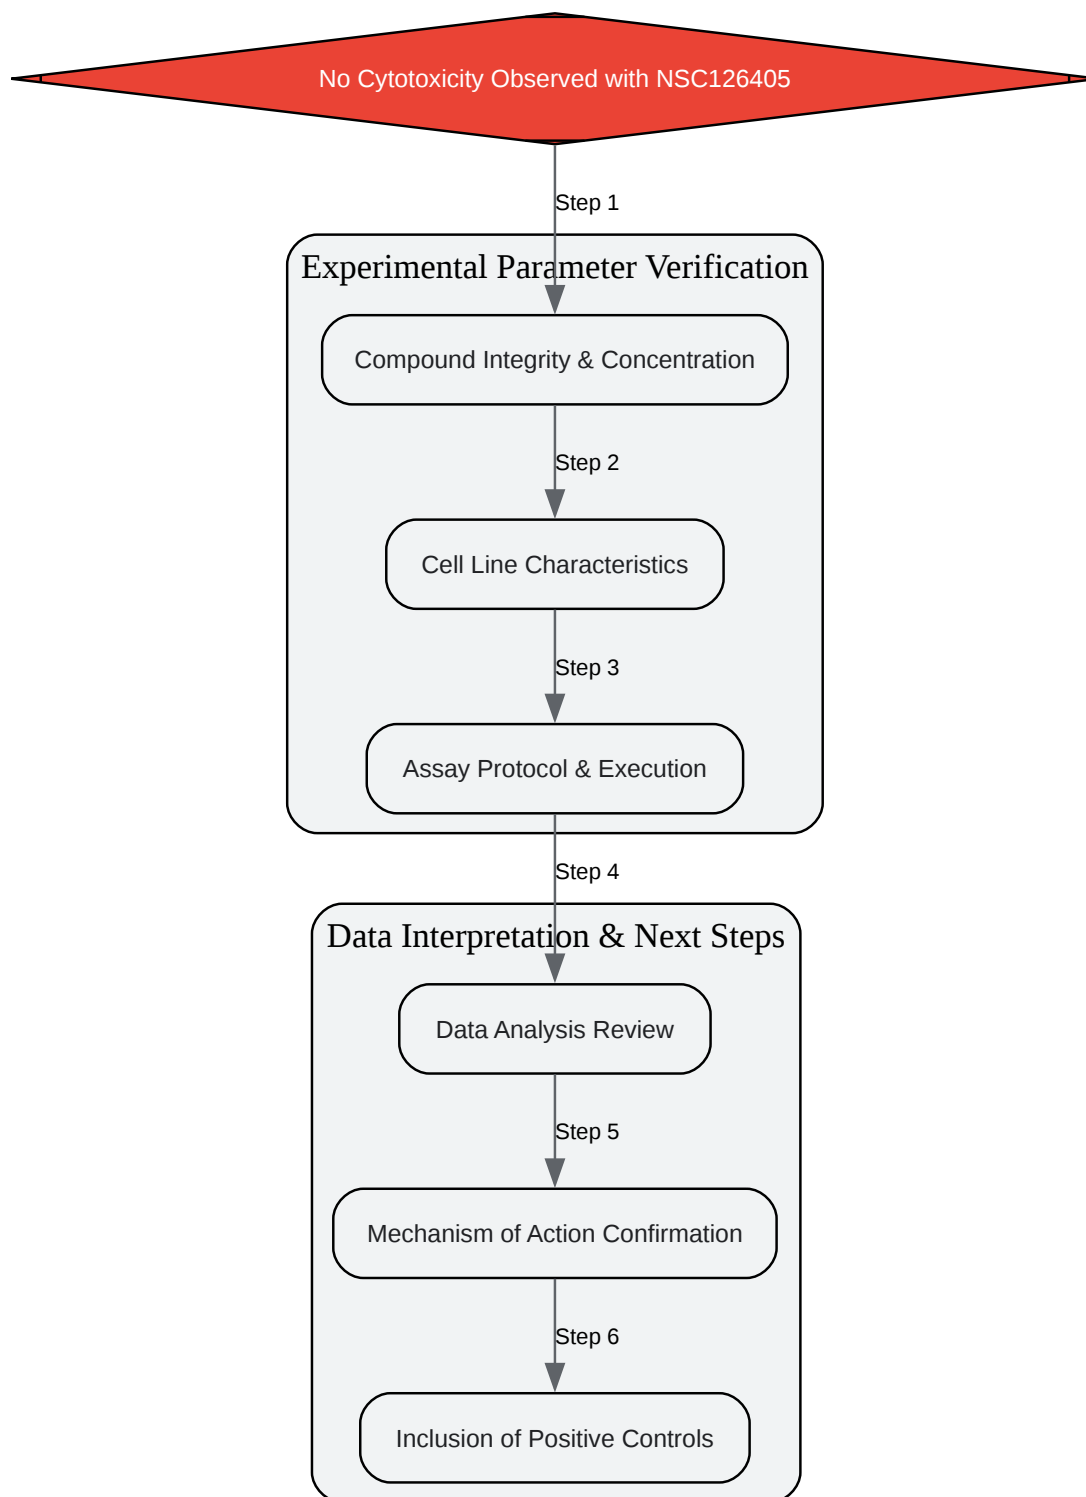 No Cytotoxicity Observed with NSC126405
Step 1
Experimental Parameter Verification
Compound Integrity & Concentration
Step 2
Cell Line Characteristics
Step 3
Assay Protocol & Execution
Step 4
Data Interpretation & Next Steps
Data Analysis Review
Step 5
Mechanism of Action Confirmation
Step 6
Inclusion of Positive Controls